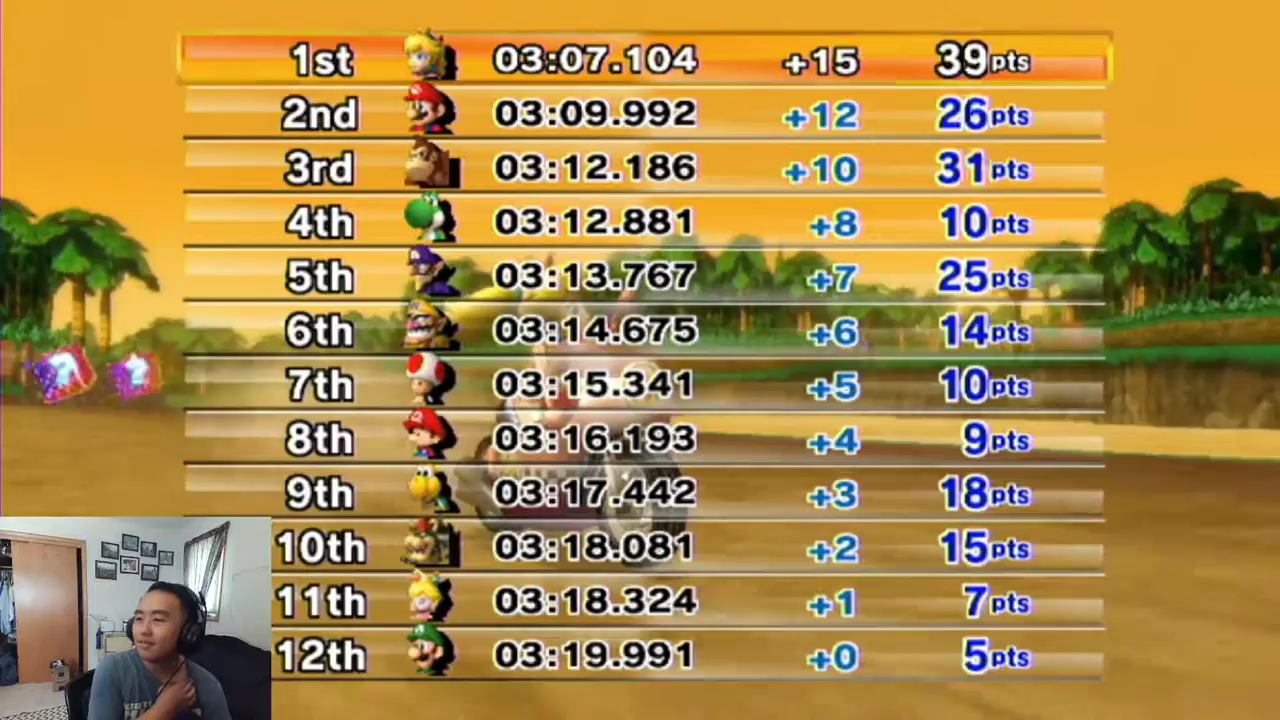 1st 03:07.104 +15 39pts
2nd 03:09.992 +12 26pts
3rd 03:12.186 +10 31pts
4th 03:12.881 +8 10pts
5th 03:13.767 +7 25pts
6th 03:14.675 +6 14pts
7th 03:15.341 +5 10pts
8th 03:16.193 +4 9pts
9th 03:17.442 +3 18pts
10th 03:18.081 +2 15pts
11th 03:18.324 +1 7pts
12th 03:19.991 +0 5pts